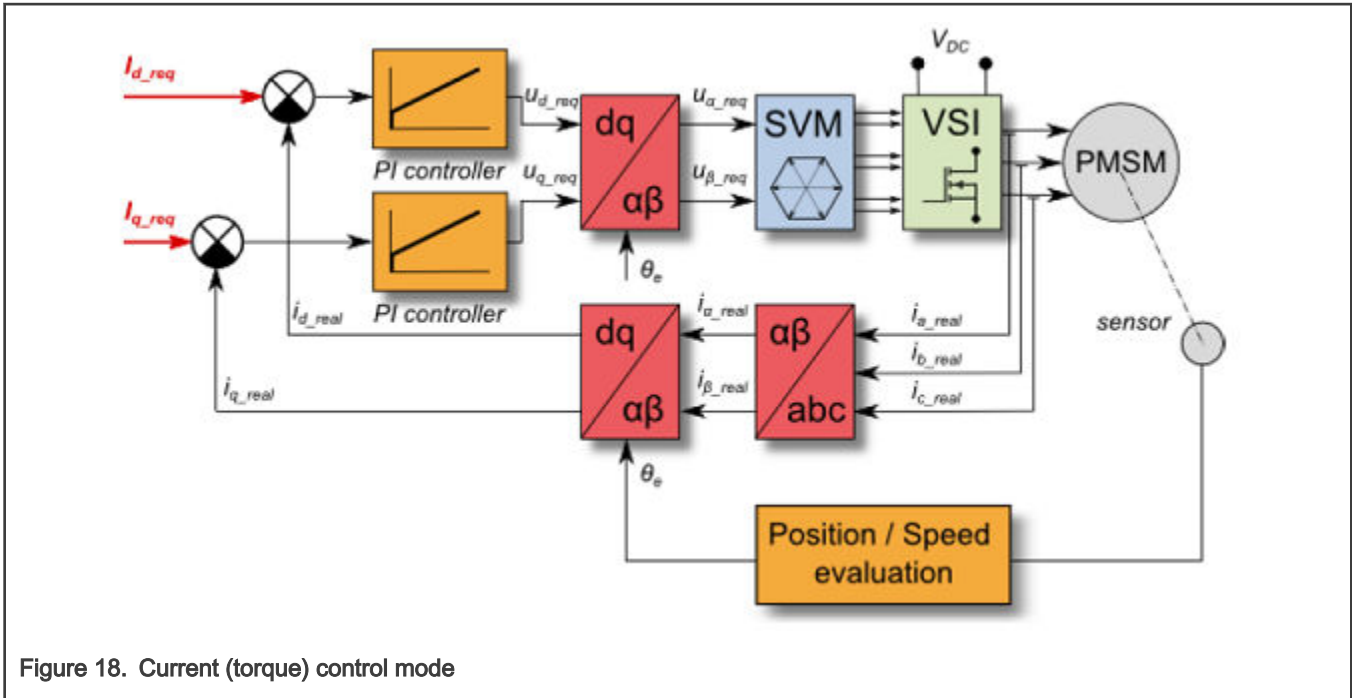 V_DC
I_d_req
u_d_req
u_α_req
dq
αβ
SVM
VSI
PMSM
PI controller
u_q_req
u_β_req
I_q_req
θ_e
PI controller
i_d_real
i_α_real
i_a_real
sensor
dq
αβ
αβ
abc
i_b_real
i_q_real
i_β_real
i_c_real
θ_e
Position / Speed
evaluation
Figure 18. Current (torque) control mode